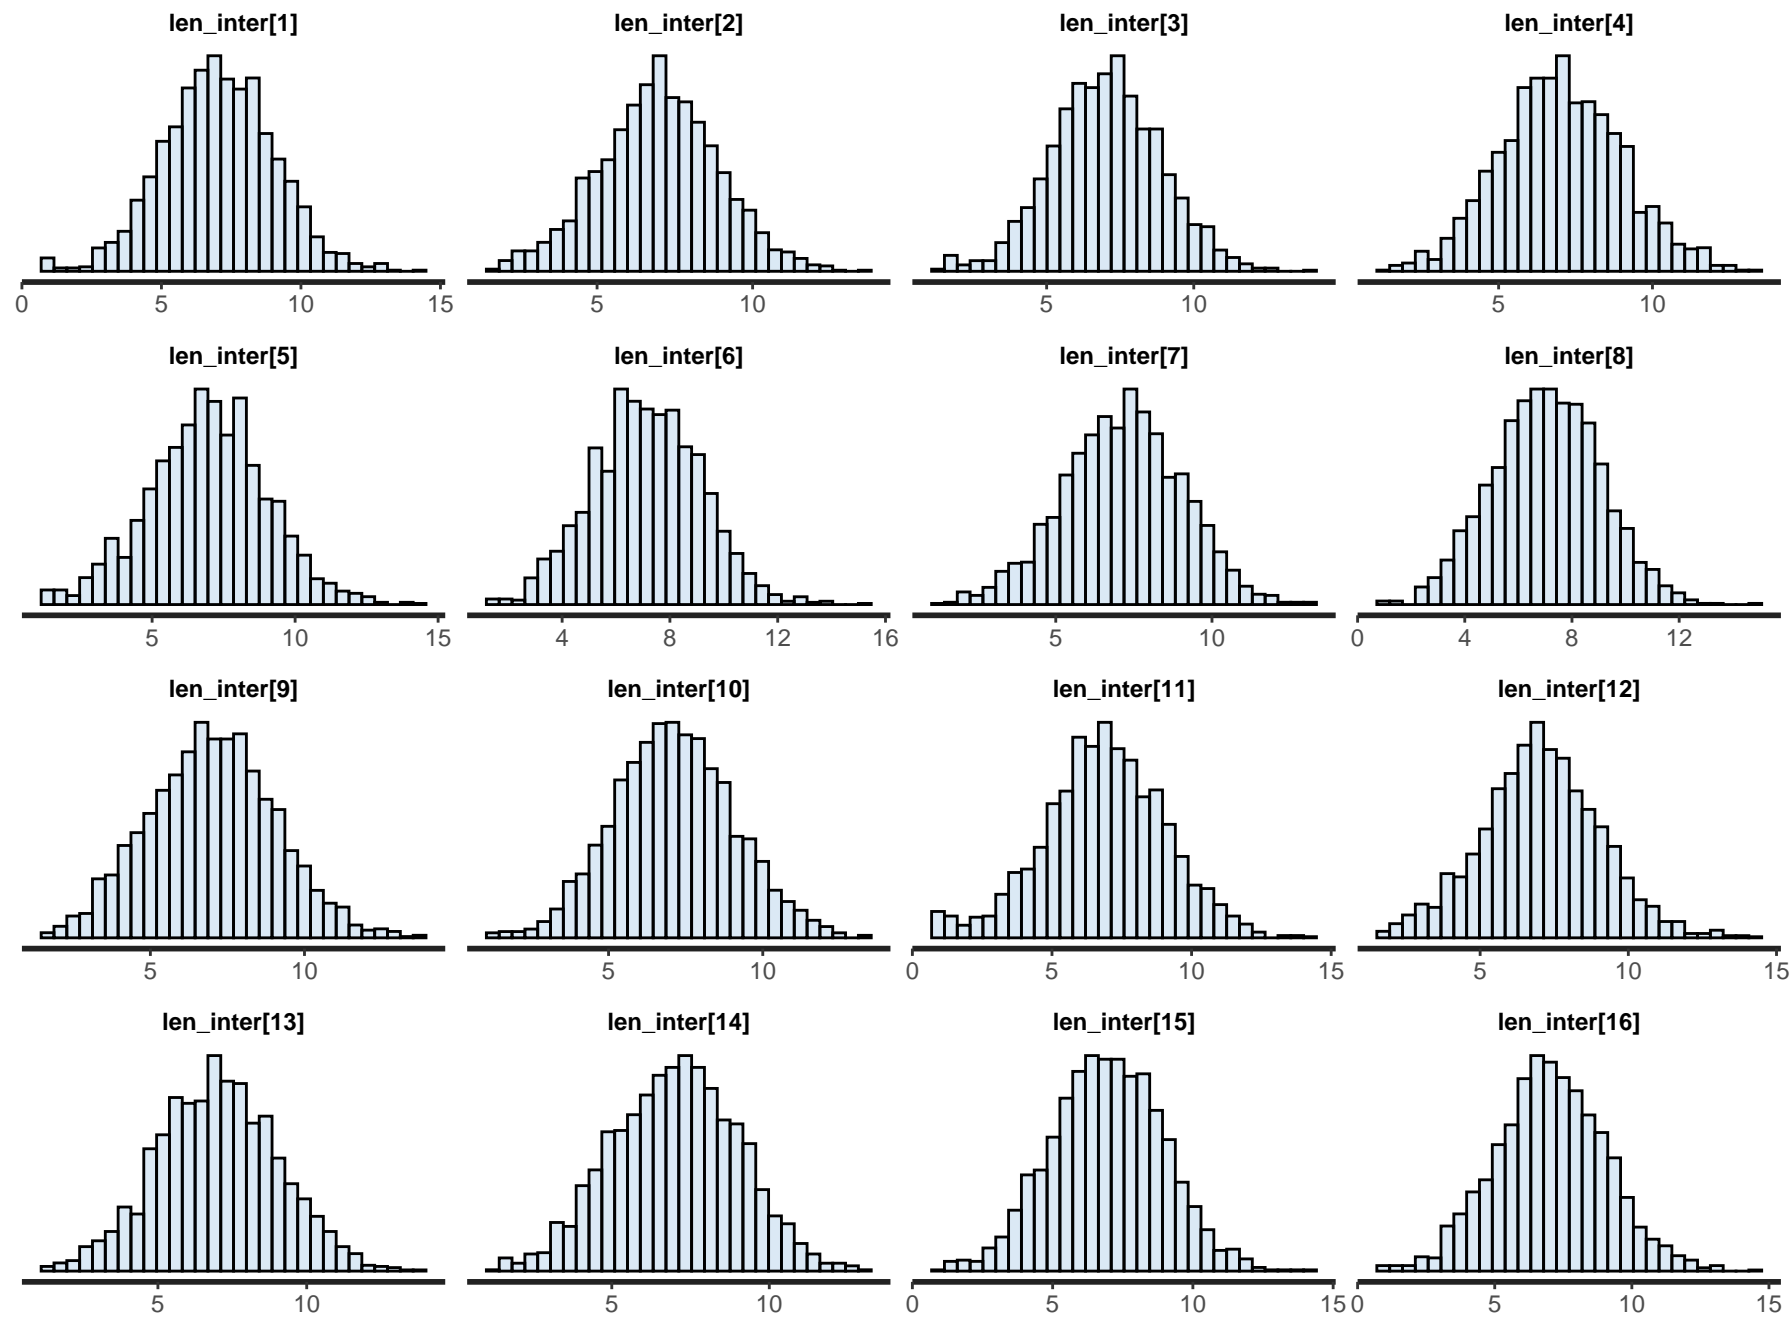 len_inter[1] len_inter[2] len_inter[3] len_inter[4]
0 5 10 15 5 10 5 10 5 10
len_inter[5] len_inter[6] len_inter[7] len_inter[8]
5 10 15 4 8 12 16 5 10 0 4 8 12
len_inter[9] len_inter[10] len_inter[11] len_inter[12]
5 10 5 10 0 5 10 15 5 10 15
len_inter[13] len_inter[14] len_inter[15] len_inter[16]
5 10 5 10 0 5 10 15 0 5 10 15